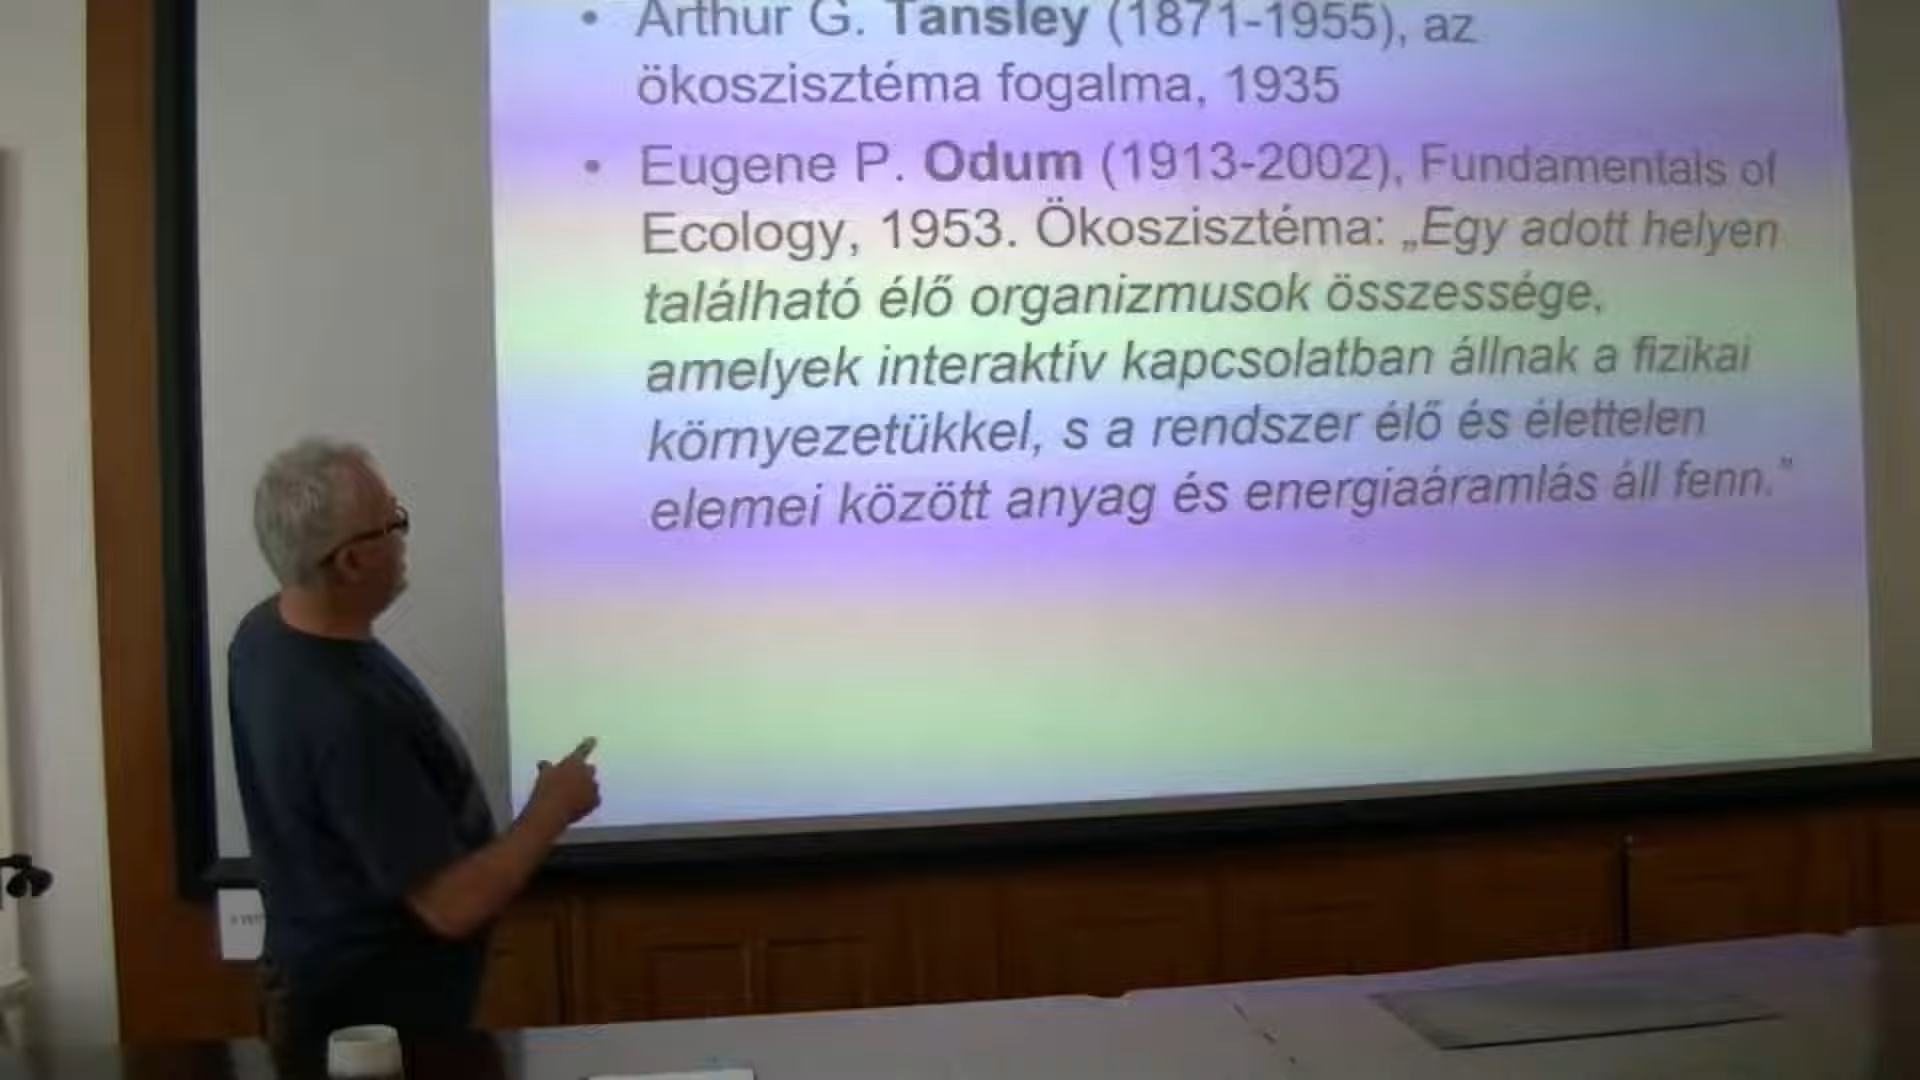 • Arthur G. Tansley (1871-1955), az
ökoszisztéma fogalma, 1935
• Eugene P. Odum (1913-2002), Fundamentals of
Ecology, 1953. Ökoszisztéma: „Egy adott helyen
található élő organizmusok összessége,
amelyek interaktív kapcsolatban állnak a fizikai
környezetükkel, s a rendszer élő és élettelen
elemei között anyag és energiaáramlás áll fenn.”